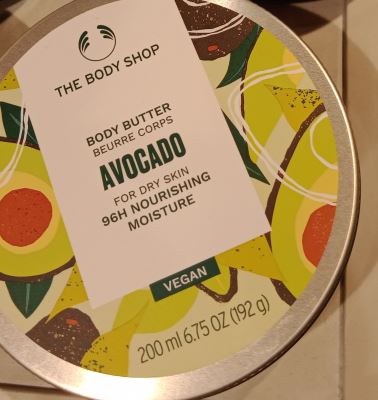 THE BODY SHOP
BODY BUTTER
BEURRE CORPS
AVOCADO
FOR DRY SKIN
96H NOURISHING
MOISTURE
VEGAN
200 ml 6.75 OZ (192 g)